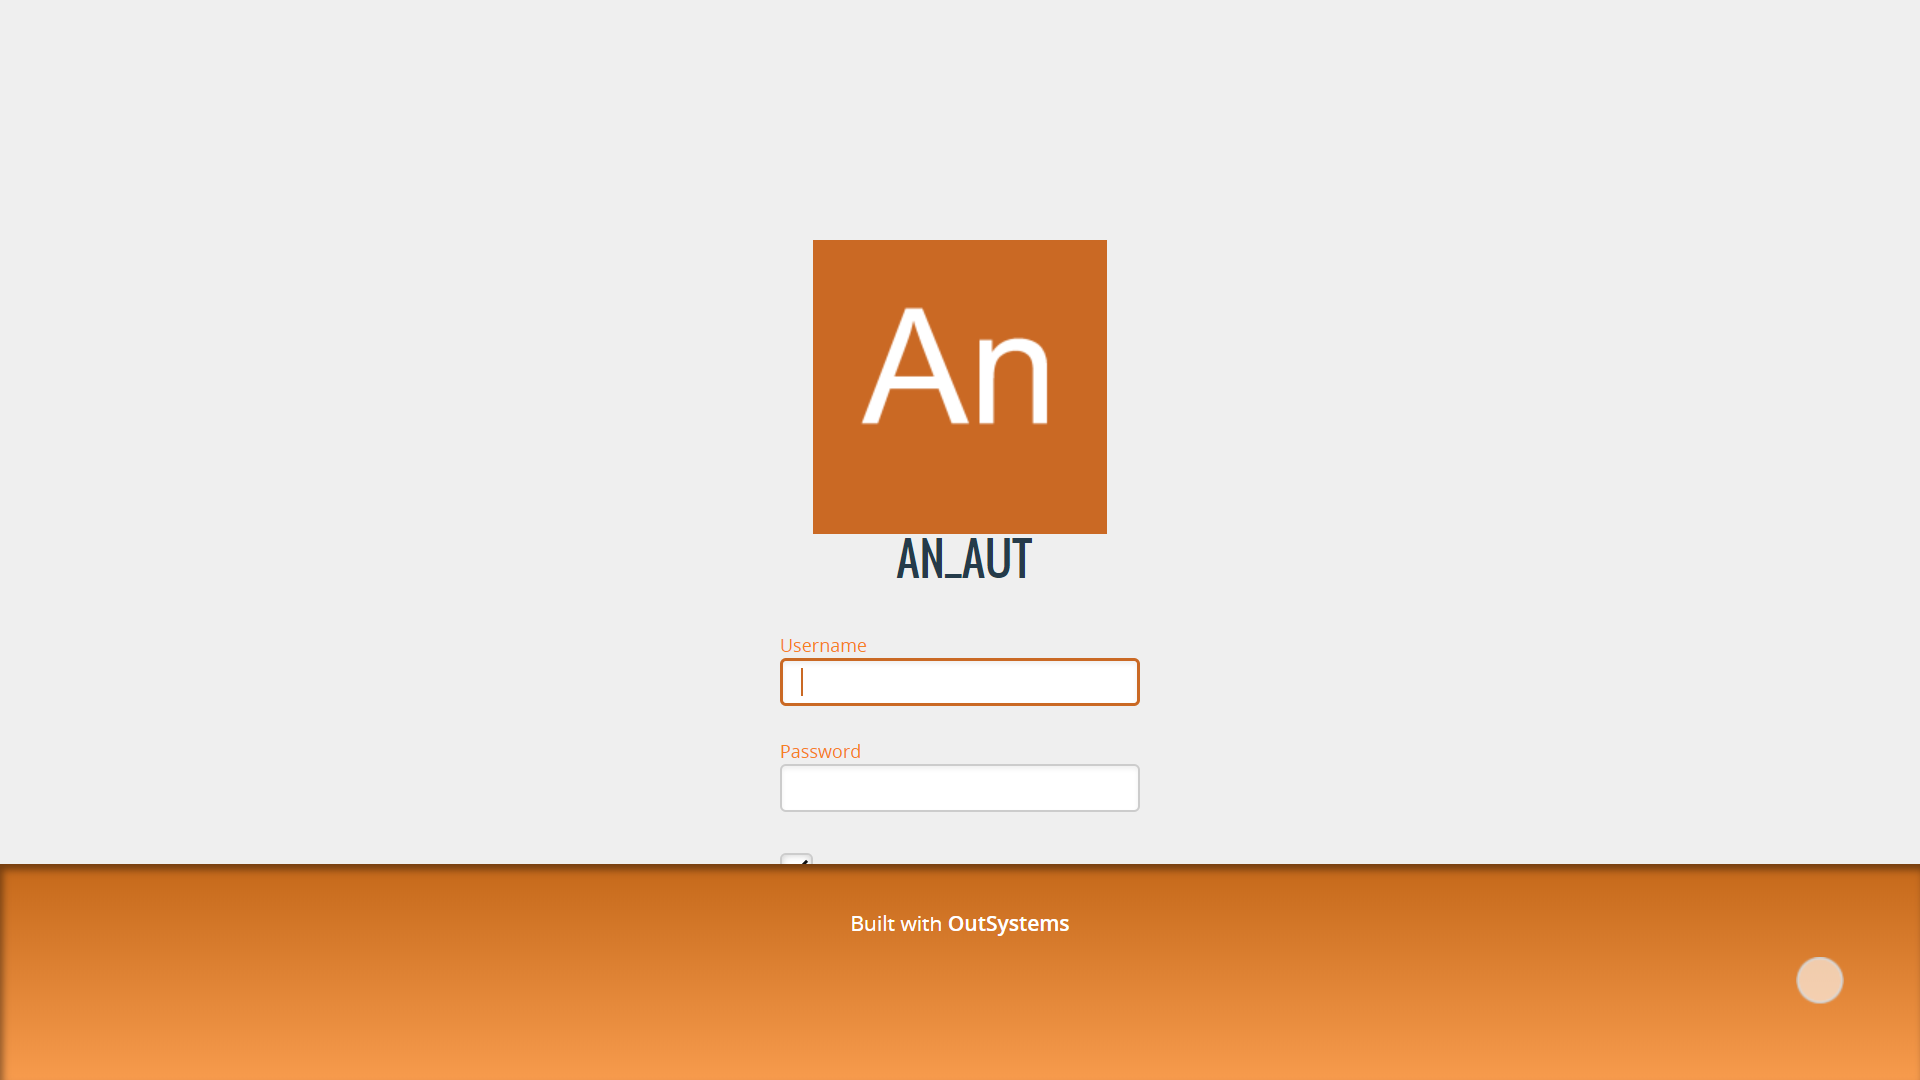 An
AN_AUT
Username
Password
Built with OutSystems